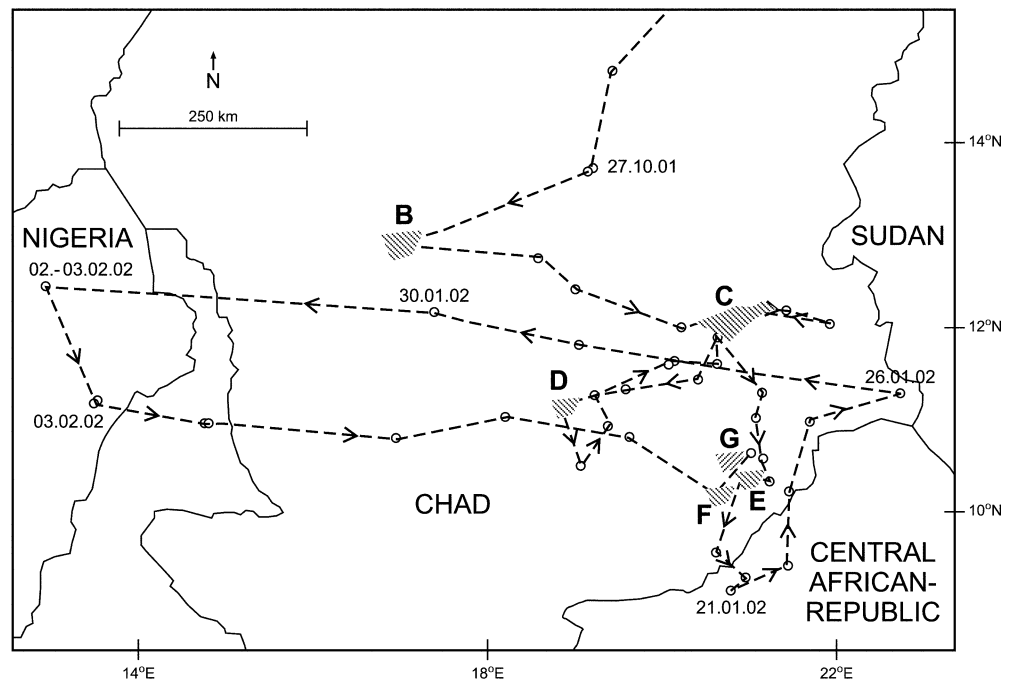 N
250 km
27.10.01
14°N
B
NIGERIA
SUDAN
02.-03.02.02
30.01.02
C
12°N
D
26.01.02
03.02.02
G
E
F
10°N
CHAD
CENTRAL
AFRICAN-
REPUBLIC
21.01.02
14°E
18°E
22°E